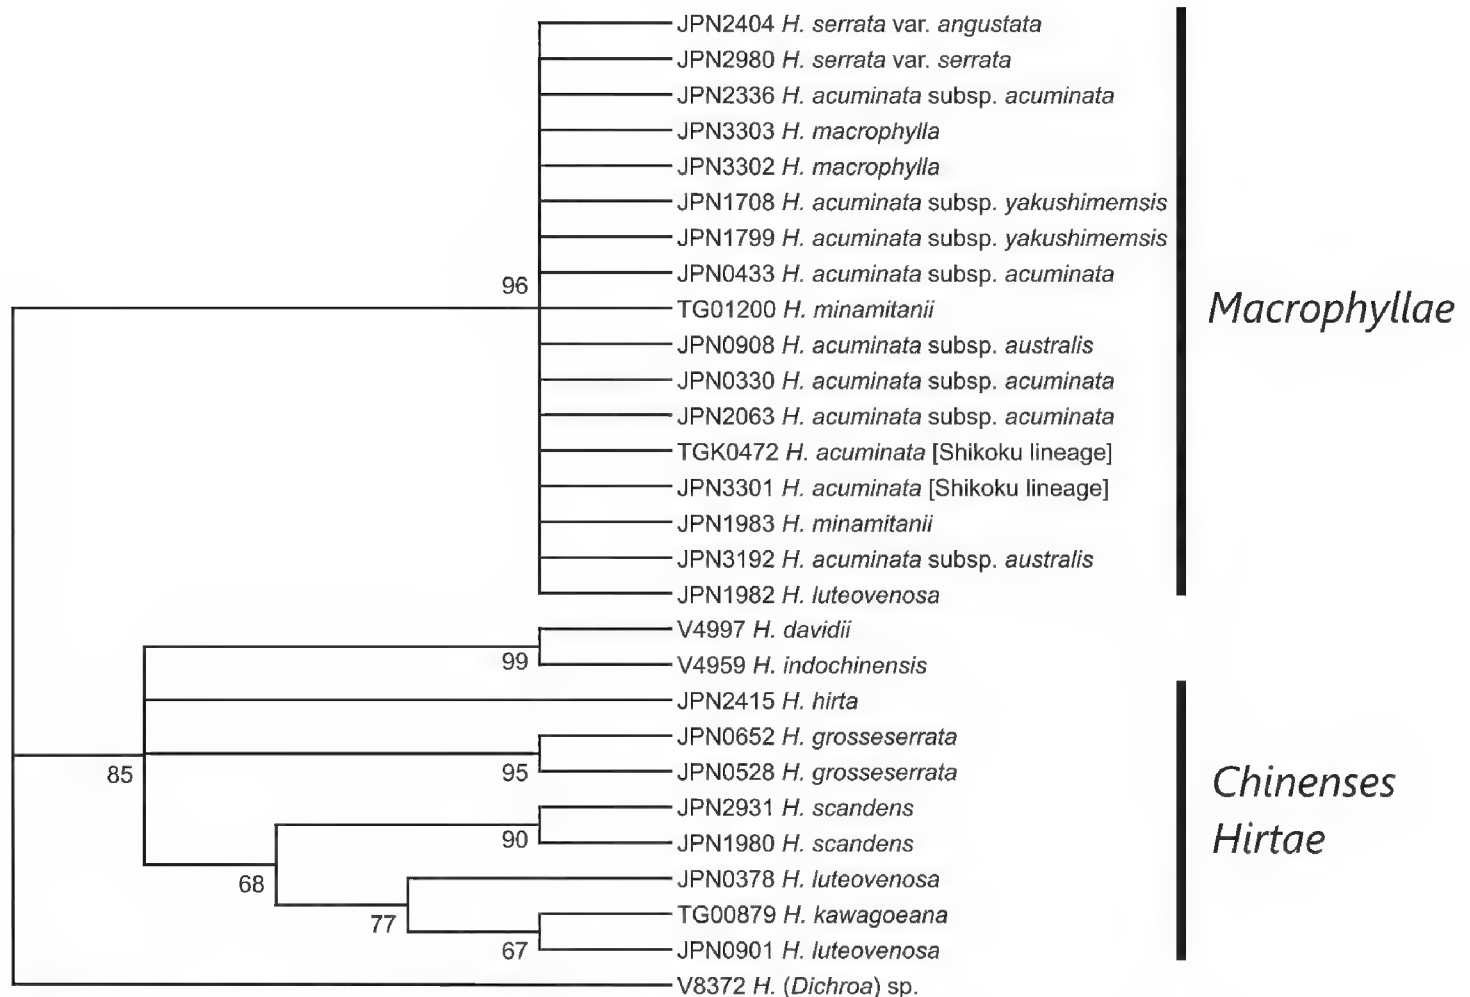 JPN2404 H. serrata var. angustata
JPN2980 H. serrata var. serrata
JPN2336 H. acuminata subsp. acuminata
JPN3303 H. macrophylla
JPN3302 H. macrophylla
JPN1708 H. acuminata subsp. yakushimemsis
JPN1799 H. acuminata subsp. yakushimemsis
JPN0433 H. acuminata subsp. acuminata
96
TG01200 H. minamitanii
JPN0908 H. acuminata subsp. australis
JPN0330 H. acuminata subsp. acuminata
JPN2063 H. acuminata subsp. acuminata
TGK0472 H. acuminata [Shikoku lineage]
JPN3301 H. acuminata [Shikoku lineage]
JPN1983 H. minamitanii
JPN3192 H. acuminata subsp. australis
JPN1982 H. luteovenosa
Macrophyllae
V4997 H. davidii
99
V4959 H. indochinensis
JPN2415 H. hirta
JPN0652 H. grosseserrata
85
95
JPN0528 H. grosseserrata
JPN2931 H. scandens
90
JPN1980 H. scandens
68
JPN0378 H. luteovenosa
77
TG00879 H. kawagoeana
67
JPN0901 H. luteovenosa
Chinenses
Hirtae
V8372 H. (Dichroa) sp.